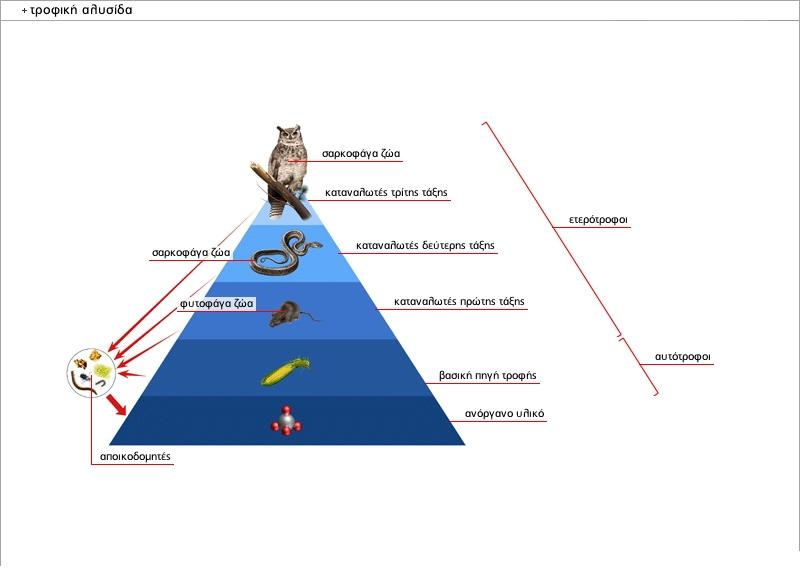 + τροφική αλυσίδα
σαρκοφάγα ζώα
καταναλωτές τρίτης τάξης
ετερότροφοι
καταναλωτές δεύτερης τάξης
σαρκοφάγα ζώα
φυτοφάγα ζώα
καταναλωτές πρώτης τάξης
αυτότροφοι
βασική πηγή τροφής
ανόργανο υλικό
αποικοδομητές